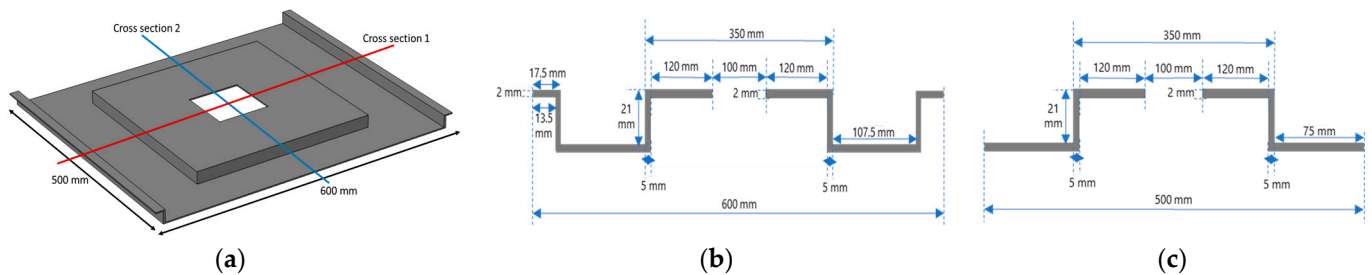 Cross section 2
Cross section 1
500 mm
600 mm
(a)
350 mm
17.5 mm
120 mm
100 mm
120 mm
2 mm
2 mm
13.5
mm
21
mm
107.5 mm
5 mm
5 mm
600 mm
(b)
350 mm
120 mm
100 mm
120 mm
2 mm
21
mm
75 mm
5 mm
5 mm
500 mm
(c)